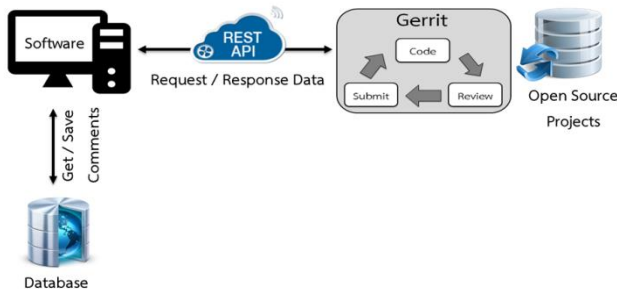 Software
REST
API
Request / Response Data
Gerrit
Code
Submit
Review
Open Source
Projects
Get / Save
Comments
Database